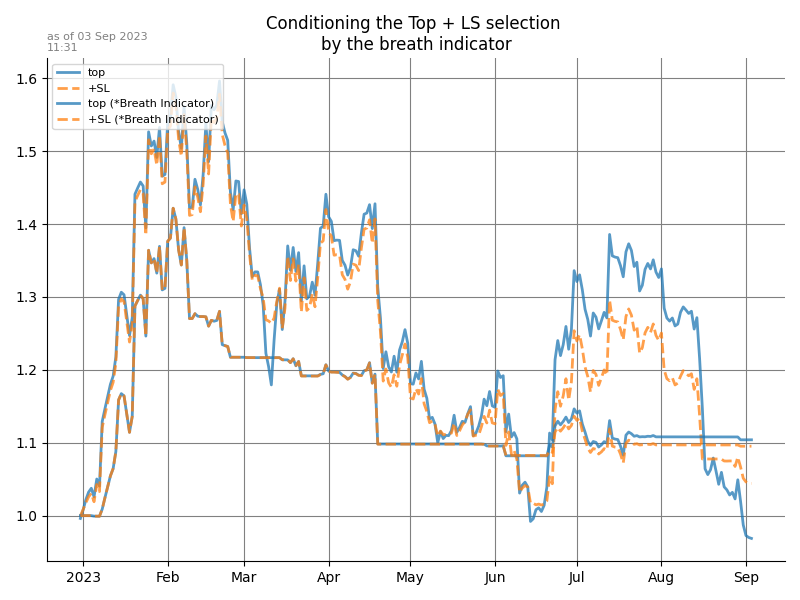 Conditioning the Top + LS selection
by the breath indicator
as of 03 Sep 2023
11:31
top
+SL
top (*Breath Indicator)
+SL (*Breath Indicator)
1.6
1.5
1.4
1.3
1.2
1.1
1.0
2023 Feb Mar Apr May Jun Jul Aug Sep